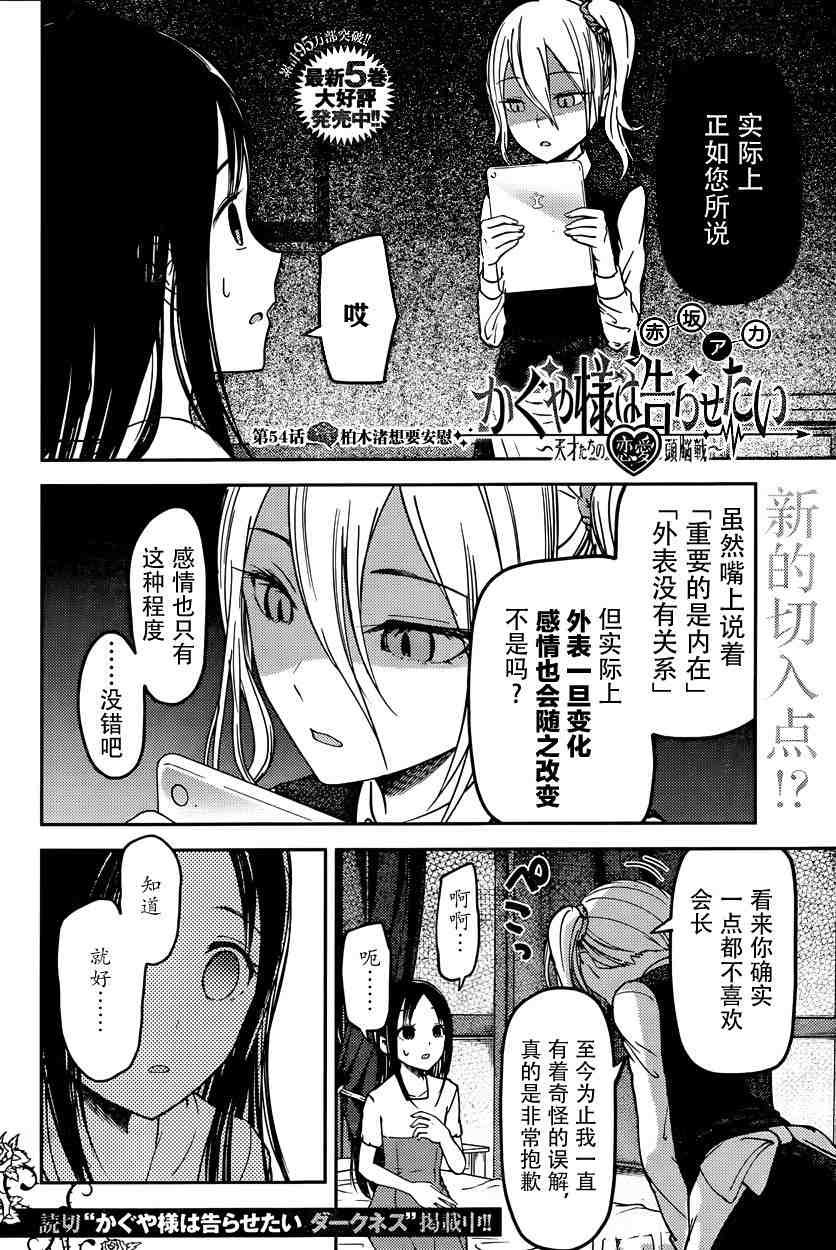 実际上
正如您所说
累計95万部突破!!
最新5巻
大好評
発売中!!
哎
赤坂アカ
かぐや様は告らせたい
～天才たちの恋愛頭脳戦～
第54话
柏木渚想要安慰
新的切入点!?
虽然嘴上说着
「重要的是内在」
「外表没有关系」
但实际上
外表一旦变化
感情也会随之改变
不是吗?
感情也只有
这种程度
……没错吧
看来你确实
一点都不喜欢
会长
至今为止我一直
有着奇怪的误解,
真的是非常抱歉
啊啊…
呃…
知道
……
就好……
読切“かぐや様は告らせたい ダークネス”掲載中!!